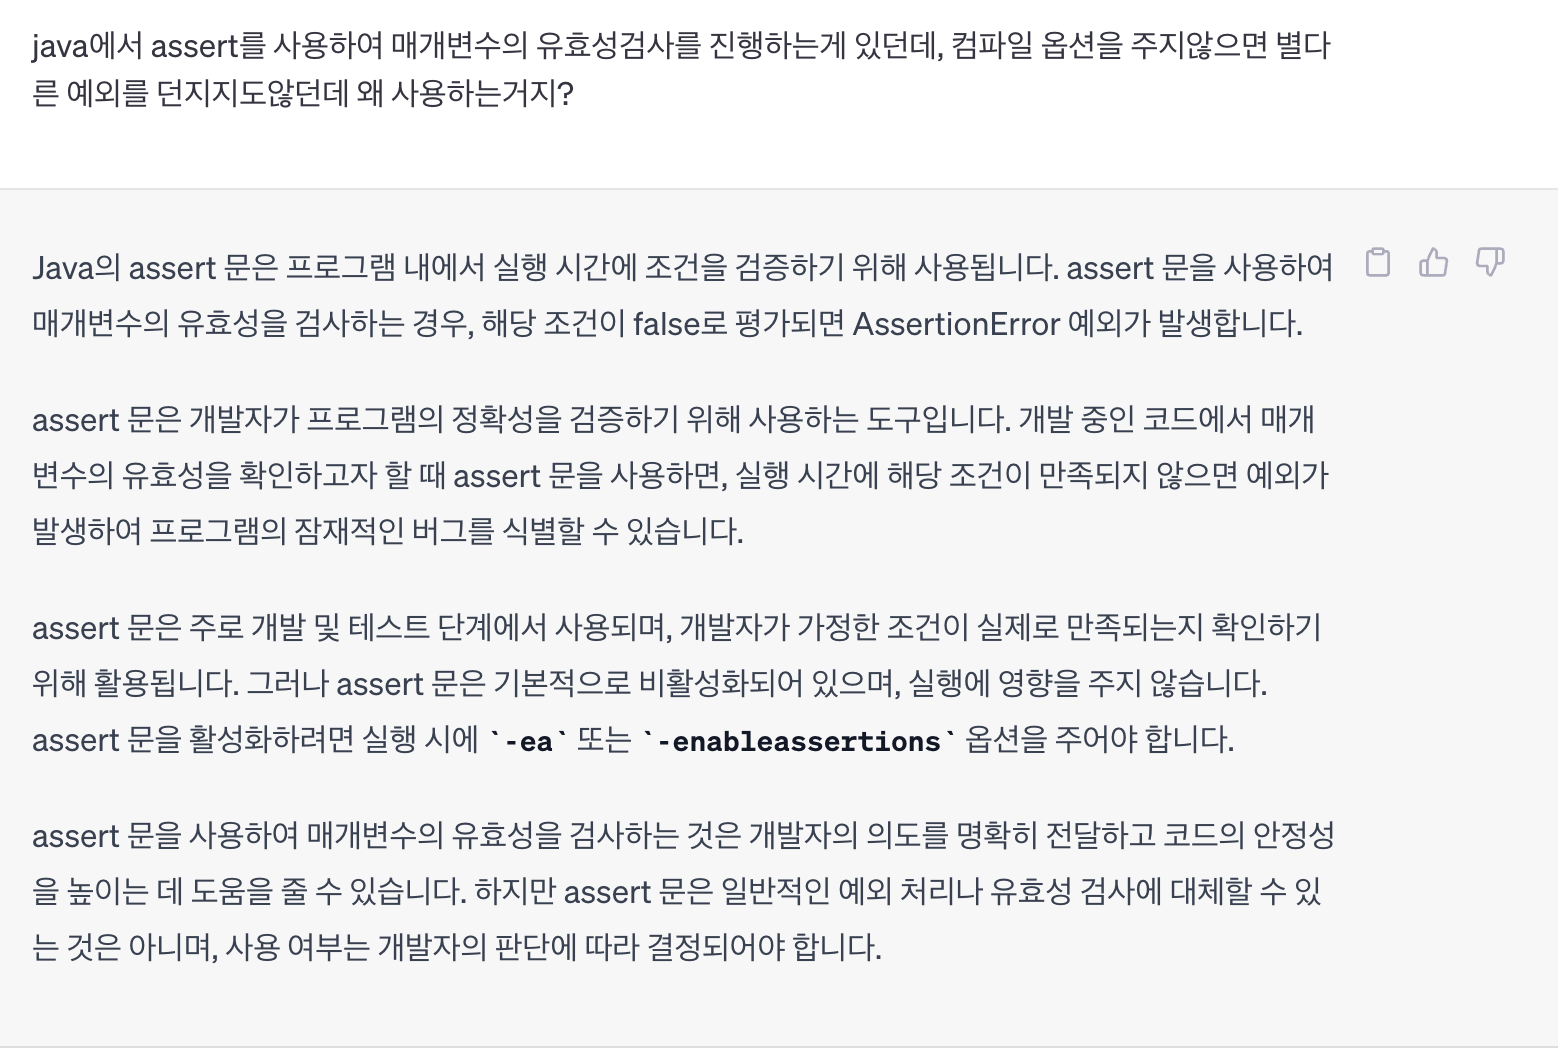 java에서 assert를 사용하여 매개변수의 유효성검사를 진행하는게 있던데, 컴파일 옵션을 주지않으면 별다
른 예외를 던지지도않던데 왜 사용하는거지?
Java의 assert 문은 프로그램 내에서 실행 시간에 조건을 검증하기 위해 사용됩니다. assert 문을 사용하여
매개변수의 유효성을 검사하는 경우, 해당 조건이 false로 평가되면 AssertionError 예외가 발생합니다.
assert 문은 개발자가 프로그램의 정확성을 검증하기 위해 사용하는 도구입니다. 개발 중인 코드에서 매개
변수의 유효성을 확인하고자 할 때 assert 문을 사용하면, 실행 시간에 해당 조건이 만족되지 않으면 예외가
발생하여 프로그램의 잠재적인 버그를 식별할 수 있습니다.
assert 문은 주로 개발 및 테스트 단계에서 사용되며, 개발자가 가정한 조건이 실제로 만족되는지 확인하기
위해 활용됩니다. 그러나 assert 문은 기본적으로 비활성화되어 있으며, 실행에 영향을 주지 않습니다.
assert 문을 활성화하려면 실행 시에 `-ea` 또는 `-enableassertions` 옵션을 주어야 합니다.
assert 문을 사용하여 매개변수의 유효성을 검사하는 것은 개발자의 의도를 명확히 전달하고 코드의 안정성
을 높이는 데 도움을 줄 수 있습니다. 하지만 assert 문은 일반적인 예외 처리나 유효성 검사에 대체할 수 있
는 것은 아니며, 사용 여부는 개발자의 판단에 따라 결정되어야 합니다.